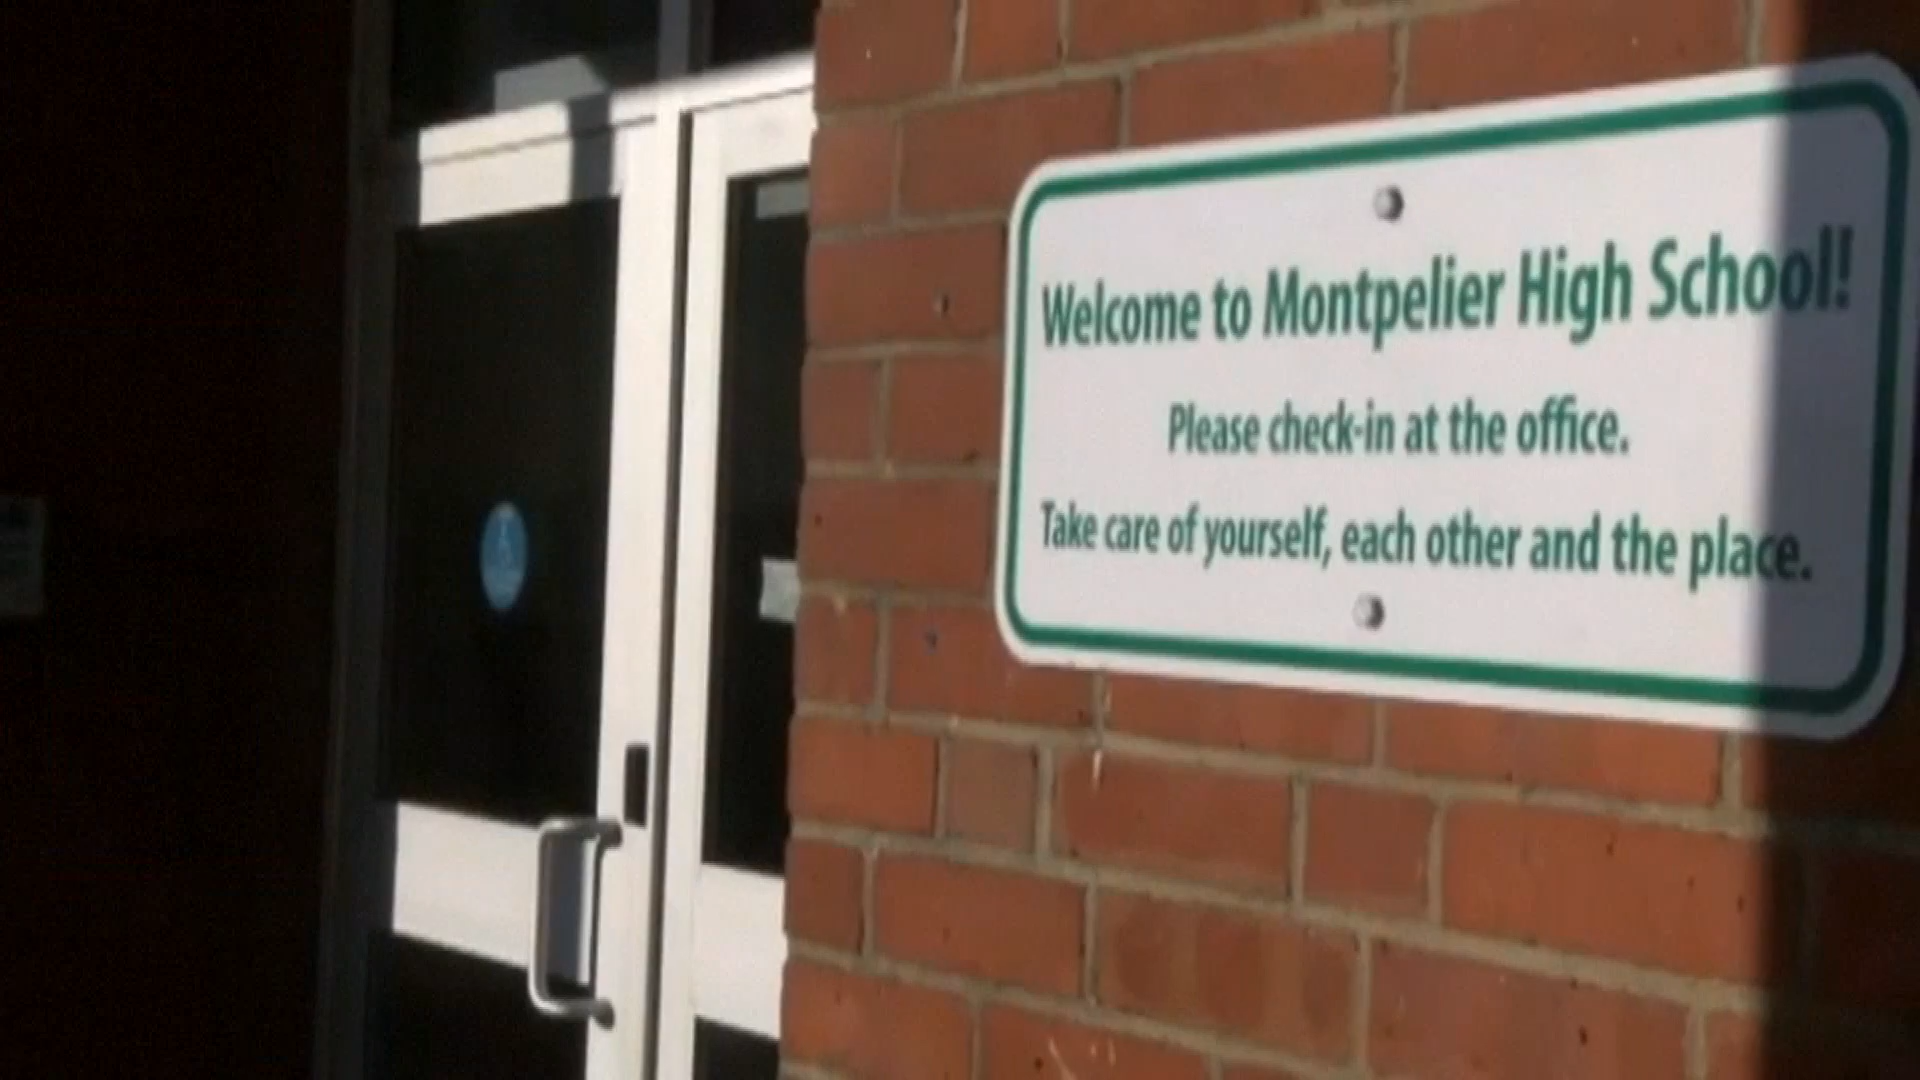 Welcome to Montpelier High School!
Please check-in at the office.
Take care of yourself, each other and the place.